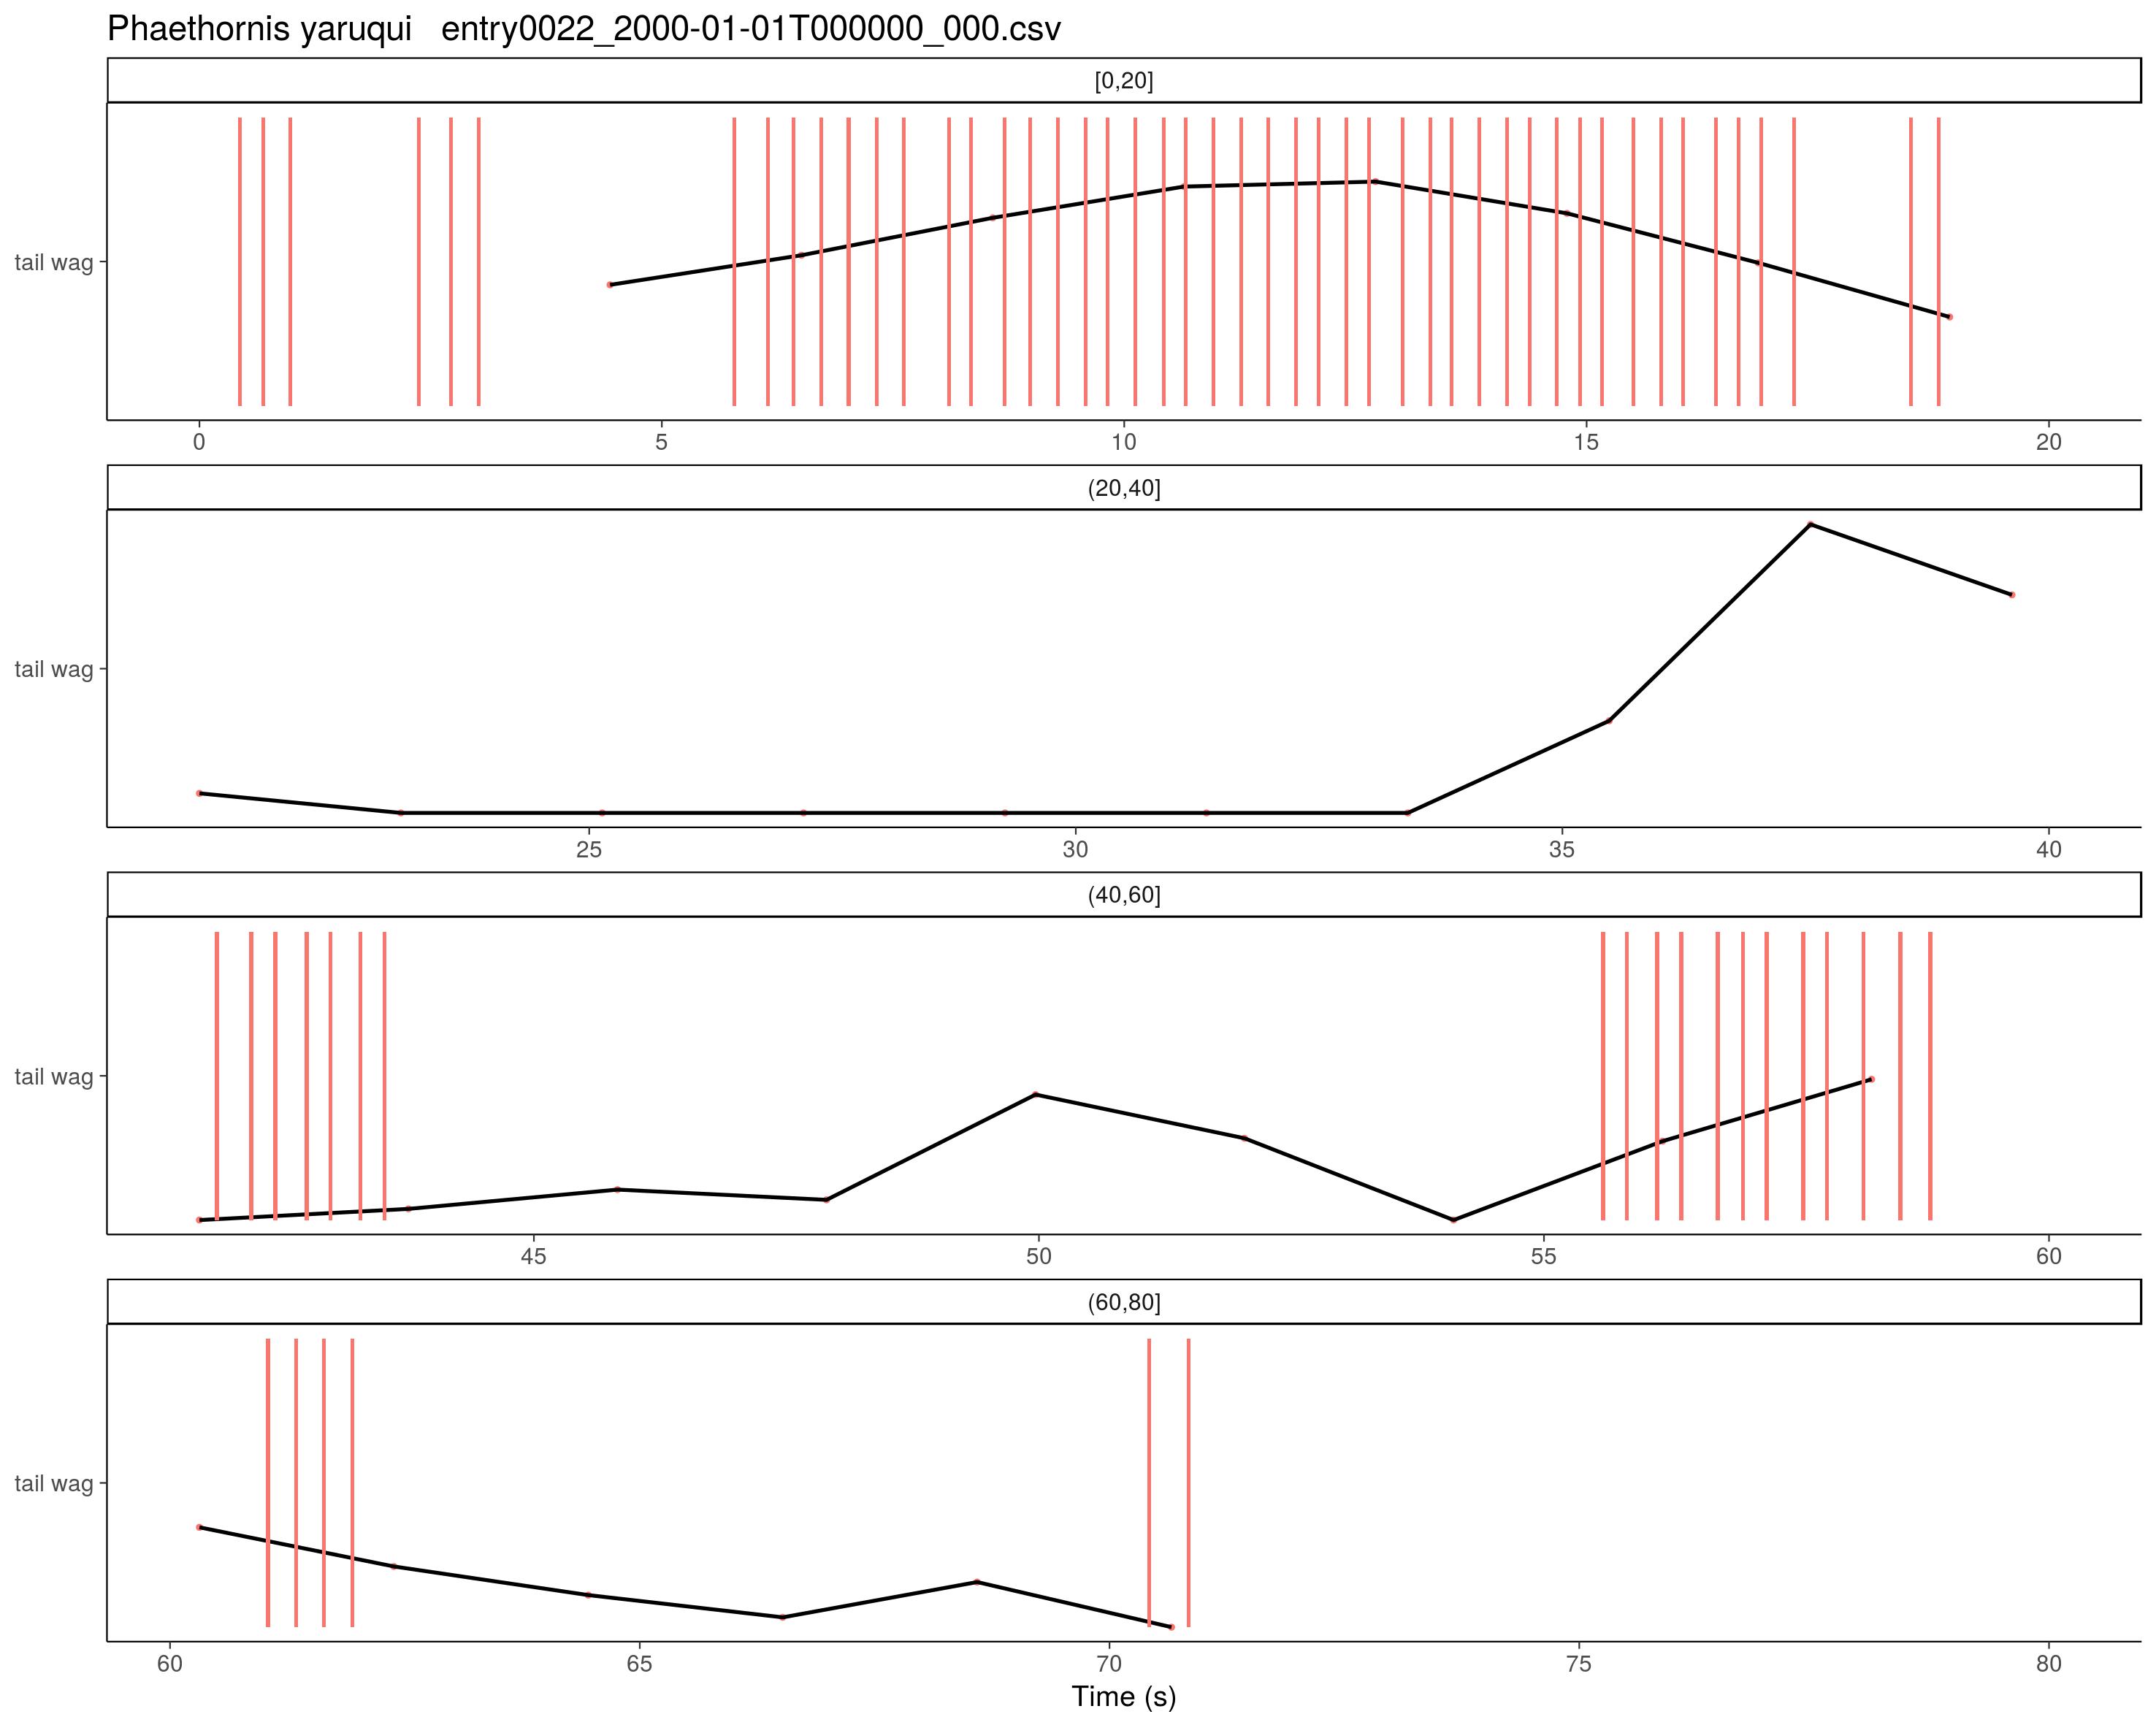 Phaethornis yaruqui   entry0022_2000-01-01T000000_000.csv
[0,20]
tail wag
0 5 10 15 20
(20,40]
tail wag
25 30 35 40
(40,60]
tail wag
45 50 55 60
(60,80]
tail wag
60 65 70 75 80
Time (s)